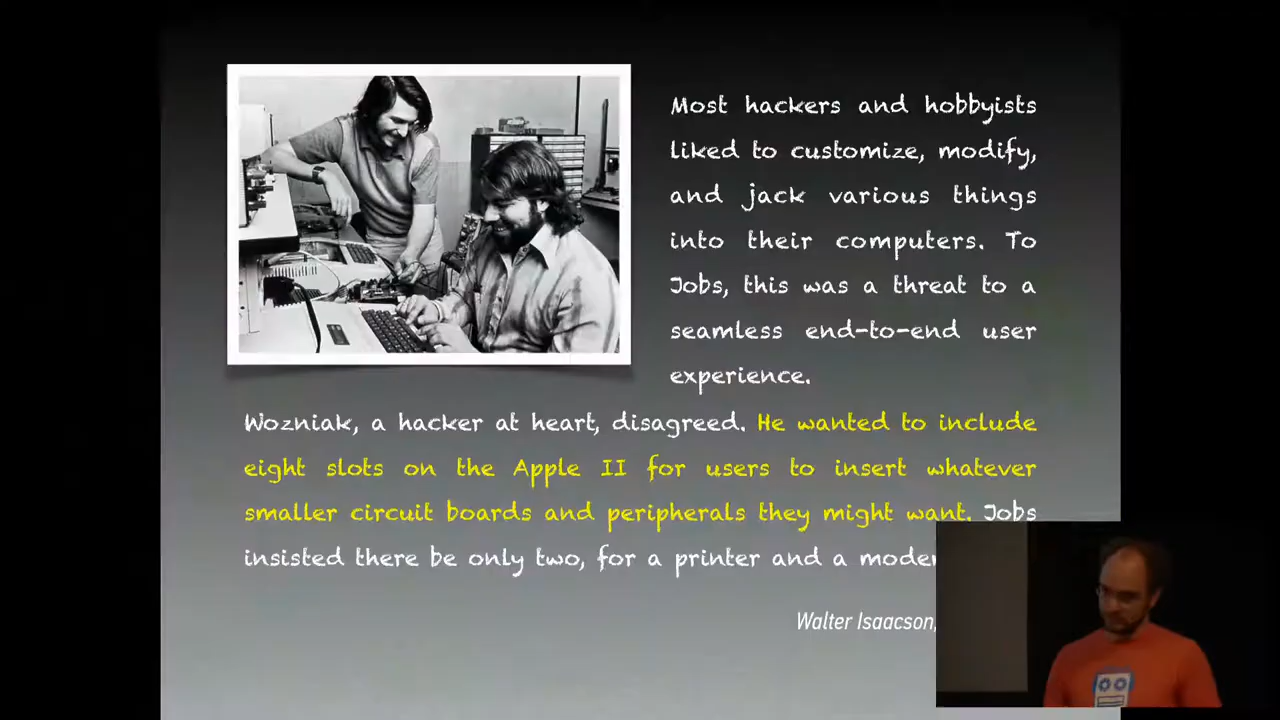 Most hackers and hobbyists
liked to customize, modify,
and jack various things
into their computers. To
Jobs, this was a threat to a
seamless end-to-end user
experience.
Wozniak, a hacker at heart, disagreed. He wanted to include
eight slots on the Apple II for users to insert whatever
smaller circuit boards and peripherals they might want. Jobs
insisted there be only two, for a printer and a
Walter Isaacson,